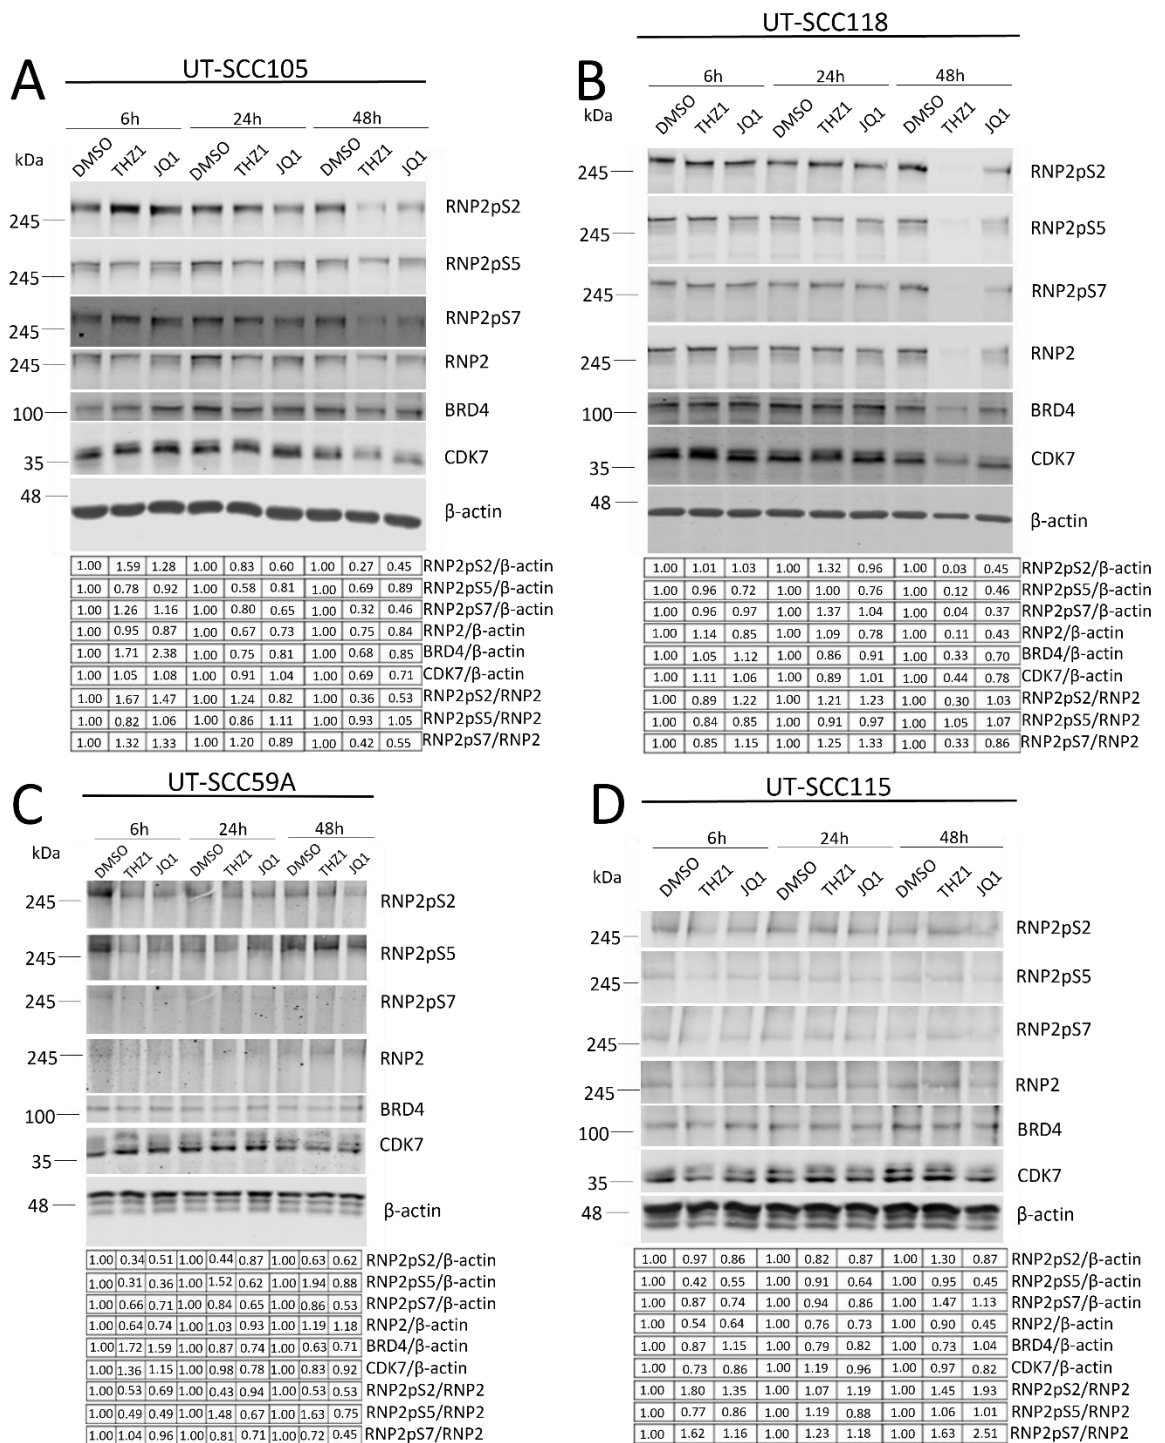 A
UT-SCC105
6h 24h 48h
kDa
DMSO THZ1 JQ1 DMSO THZ1 JQ1 DMSO THZ1 JQ1
245 RNP2pS2
245 RNP2pS5
245 RNP2pS7
245 RNP2
100 BRD4
35 CDK7
48 β-actin
1.00 1.59 1.28 1.00 0.83 0.60 1.00 0.27 0.45 RNP2pS2/β-actin
1.00 0.78 0.92 1.00 0.58 0.81 1.00 0.69 0.89 RNP2pS5/β-actin
1.00 1.26 1.16 1.00 0.80 0.65 1.00 0.32 0.46 RNP2pS7/β-actin
1.00 0.95 0.87 1.00 0.67 0.73 1.00 0.75 0.84 RNP2/β-actin
1.00 1.71 2.38 1.00 0.75 0.81 1.00 0.68 0.85 BRD4/β-actin
1.00 1.05 1.08 1.00 0.91 1.04 1.00 0.69 0.71 CDK7/β-actin
1.00 1.67 1.47 1.00 1.24 0.82 1.00 0.36 0.53 RNP2pS2/RNP2
1.00 0.82 1.06 1.00 0.86 1.11 1.00 0.93 1.05 RNP2pS5/RNP2
1.00 1.32 1.33 1.00 1.20 0.89 1.00 0.42 0.55 RNP2pS7/RNP2
B
UT-SCC118
6h 24h 48h
kDa
DMSO THZ1 JQ1 DMSO THZ1 JQ1 DMSO THZ1 JQ1
245 RNP2pS2
245 RNP2pS5
245 RNP2pS7
245 RNP2
100 BRD4
35 CDK7
48 β-actin
1.00 1.01 1.03 1.00 1.32 0.96 1.00 0.03 0.45 RNP2pS2/β-actin
1.00 0.96 0.72 1.00 1.00 0.76 1.00 0.12 0.46 RNP2pS5/β-actin
1.00 0.96 0.97 1.00 1.37 1.04 1.00 0.04 0.37 RNP2pS7/β-actin
1.00 1.14 0.85 1.00 1.09 0.78 1.00 0.11 0.43 RNP2/β-actin
1.00 1.05 1.12 1.00 0.86 0.91 1.00 0.33 0.70 BRD4/β-actin
1.00 1.11 1.06 1.00 0.89 1.01 1.00 0.44 0.78 CDK7/β-actin
1.00 0.89 1.22 1.00 1.21 1.23 1.00 0.30 1.03 RNP2pS2/RNP2
1.00 0.84 0.85 1.00 0.91 0.97 1.00 1.05 1.07 RNP2pS5/RNP2
1.00 0.85 1.15 1.00 1.25 1.33 1.00 0.33 0.86 RNP2pS7/RNP2
C
UT-SCC59A
6h 24h 48h
kDa
DMSO THZ1 JQ1 DMSO THZ1 JQ1 DMSO THZ1 JQ1
245 RNP2pS2
245 RNP2pS5
245 RNP2pS7
245 RNP2
100 BRD4
35 CDK7
48 β-actin
1.00 0.34 0.51 1.00 0.44 0.87 1.00 0.63 0.62 RNP2pS2/β-actin
1.00 0.31 0.36 1.00 1.52 0.62 1.00 1.94 0.88 RNP2pS5/β-actin
1.00 0.66 0.71 1.00 0.84 0.65 1.00 0.86 0.53 RNP2pS7/β-actin
1.00 0.64 0.74 1.00 1.03 0.93 1.00 1.19 1.18 RNP2/β-actin
1.00 1.72 1.59 1.00 0.87 0.74 1.00 0.63 0.71 BRD4/β-actin
1.00 1.36 1.15 1.00 0.98 0.78 1.00 0.83 0.92 CDK7/β-actin
1.00 0.53 0.69 1.00 0.43 0.94 1.00 0.53 0.53 RNP2pS2/RNP2
1.00 0.49 0.49 1.00 1.48 0.67 1.00 1.63 0.75 RNP2pS5/RNP2
1.00 1.04 0.96 1.00 0.81 0.71 1.00 0.72 0.45 RNP2pS7/RNP2
D
UT-SCC115
6h 24h 48h
kDa
DMSO THZ1 JQ1 DMSO THZ1 JQ1 DMSO THZ1 JQ1
245 RNP2pS2
245 RNP2pS5
245 RNP2pS7
245 RNP2
100 BRD4
35 CDK7
48 β-actin
1.00 0.97 0.86 1.00 0.82 0.87 1.00 1.30 0.87 RNP2pS2/β-actin
1.00 0.42 0.55 1.00 0.91 0.64 1.00 0.95 0.45 RNP2pS5/β-actin
1.00 0.87 0.74 1.00 0.94 0.86 1.00 1.47 1.13 RNP2pS7/β-actin
1.00 0.54 0.64 1.00 0.76 0.73 1.00 0.90 0.45 RNP2/β-actin
1.00 0.87 1.15 1.00 0.79 0.82 1.00 0.73 1.04 BRD4/β-actin
1.00 0.73 0.86 1.00 1.19 0.96 1.00 0.97 0.82 CDK7/β-actin
1.00 1.80 1.35 1.00 1.07 1.19 1.00 1.45 1.93 RNP2pS2/RNP2
1.00 0.77 0.86 1.00 1.19 0.88 1.00 1.06 1.01 RNP2pS5/RNP2
1.00 1.62 1.16 1.00 1.23 1.18 1.00 1.63 2.51 RNP2pS7/RNP2